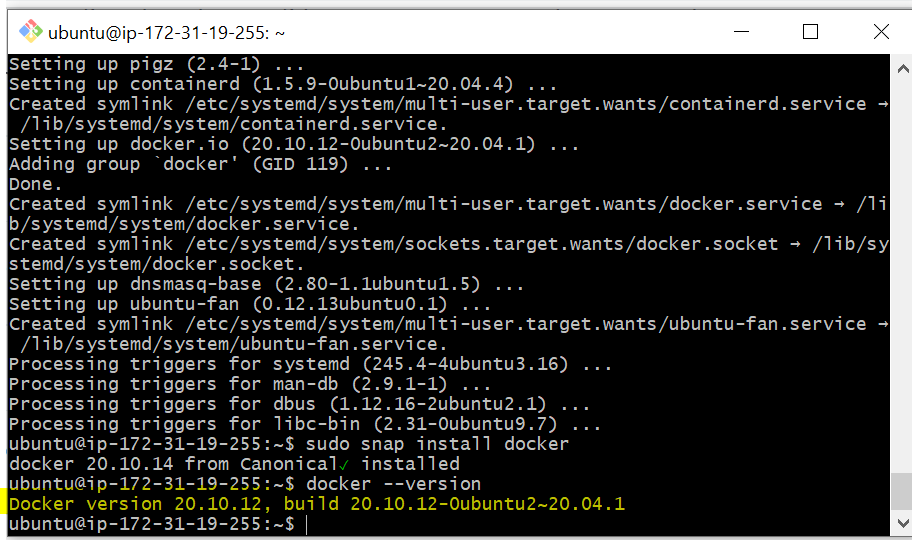 ubuntu@ip-172-31-19-255: ~
Setting up pigz (2.4-1) ...
Setting up containerd (1.5.9-0ubuntu1~20.04.4) ...
Created symlink /etc/systemd/system/multi-user.target.wants/containerd.service →
 /lib/systemd/system/containerd.service.
Setting up docker.io (20.10.12-0ubuntu2~20.04.1) ...
Adding group `docker' (GID 119) ...
Done.
Created symlink /etc/systemd/system/multi-user.target.wants/docker.service → /li
b/systemd/system/docker.service.
Created symlink /etc/systemd/system/sockets.target.wants/docker.socket → /lib/sy
stemd/system/docker.socket.
Setting up dnsmasq-base (2.80-1.1ubuntu1.5) ...
Setting up ubuntu-fan (0.12.13ubuntu0.1) ...
Created symlink /etc/systemd/system/multi-user.target.wants/ubuntu-fan.service →
 /lib/systemd/system/ubuntu-fan.service.
Processing triggers for systemd (245.4-4ubuntu3.16) ...
Processing triggers for man-db (2.9.1-1) ...
Processing triggers for dbus (1.12.16-2ubuntu2.1) ...
Processing triggers for libc-bin (2.31-0ubuntu9.7) ...
ubuntu@ip-172-31-19-255:~$ sudo snap install docker
docker 20.10.14 from Canonical✓ installed
ubuntu@ip-172-31-19-255:~$ docker --version
Docker version 20.10.12, build 20.10.12-0ubuntu2~20.04.1
ubuntu@ip-172-31-19-255:~$